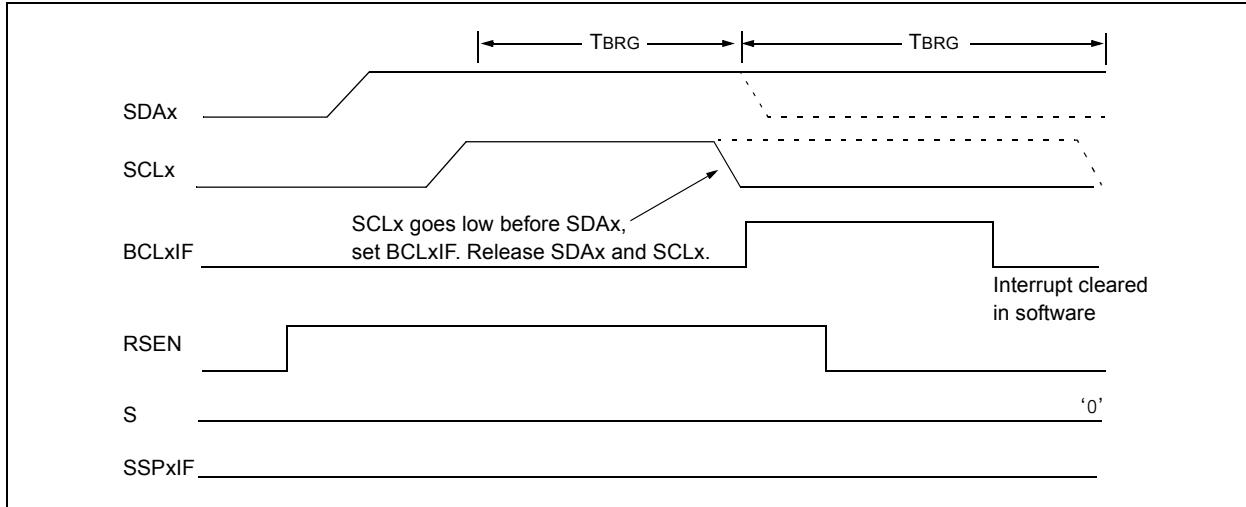 TBRG TBRG
SDAx
SCLx
SCLx goes low before SDAx,
set BCLxIF. Release SDAx and SCLx.
BCLxIF
Interrupt cleared
in software
RSEN
S
‘0’
SSPxIF